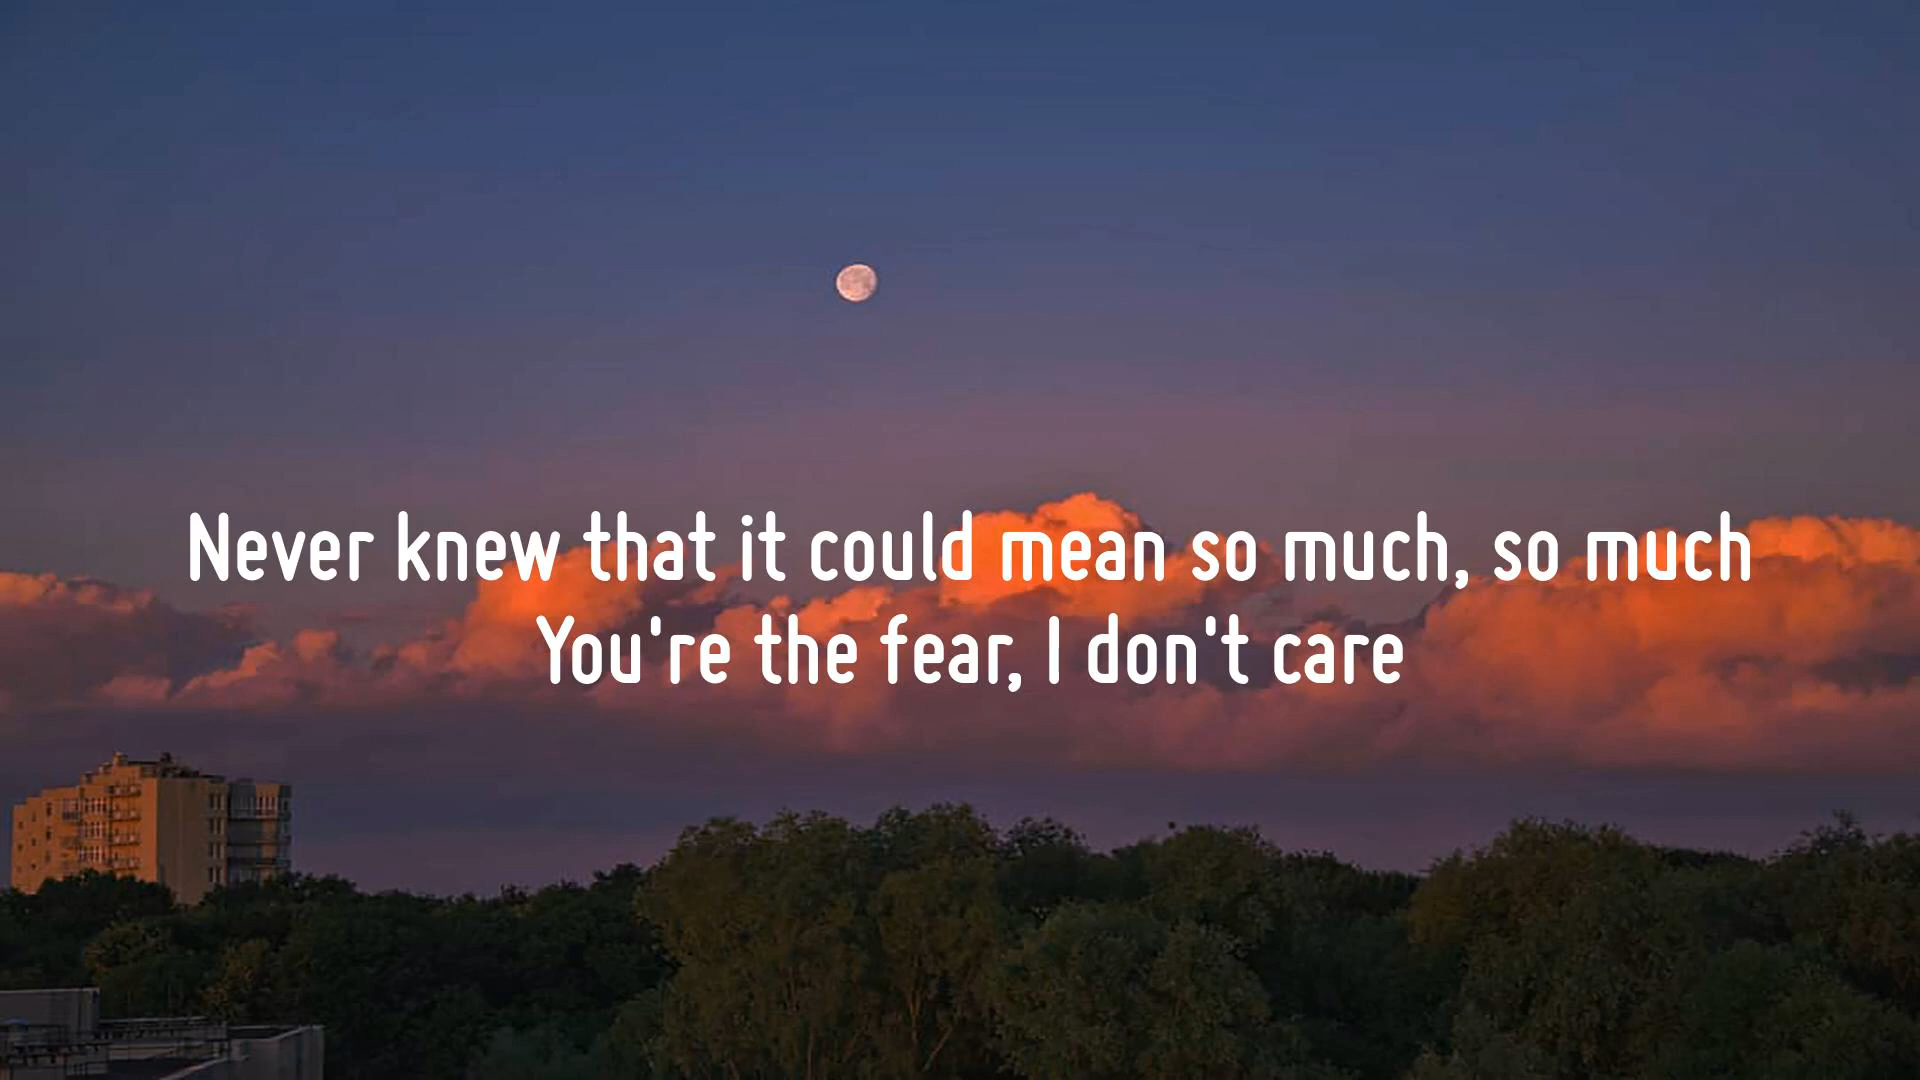 Never knew that it could mean so much, so much
You're the fear, I don't care